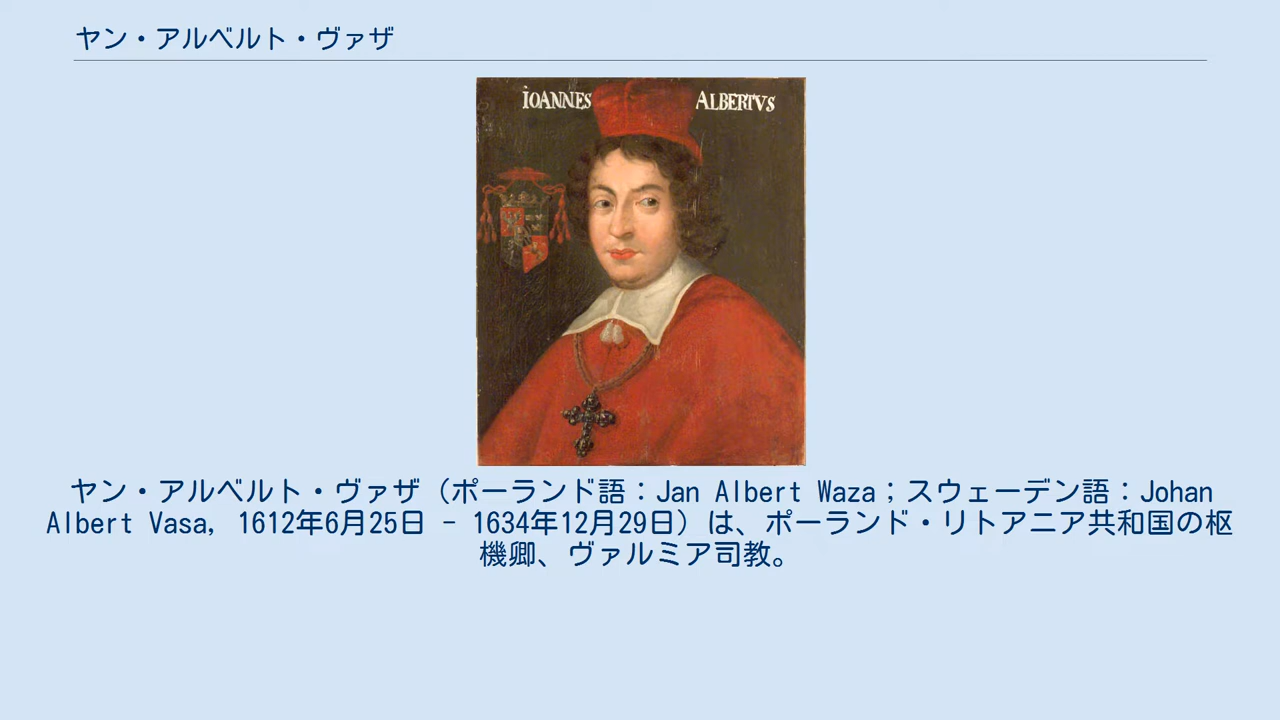 ヤン・アルベルト・ヴァザ
IOANNES ALBERTVS
ヤン・アルベルト・ヴァザ（ポーランド語：Jan Albert Waza；スウェーデン語：Johan
Albert Vasa, 1612年6月25日 - 1634年12月29日）は、ポーランド・リトアニア共和国の枢
機卿、ヴァルミア司教。